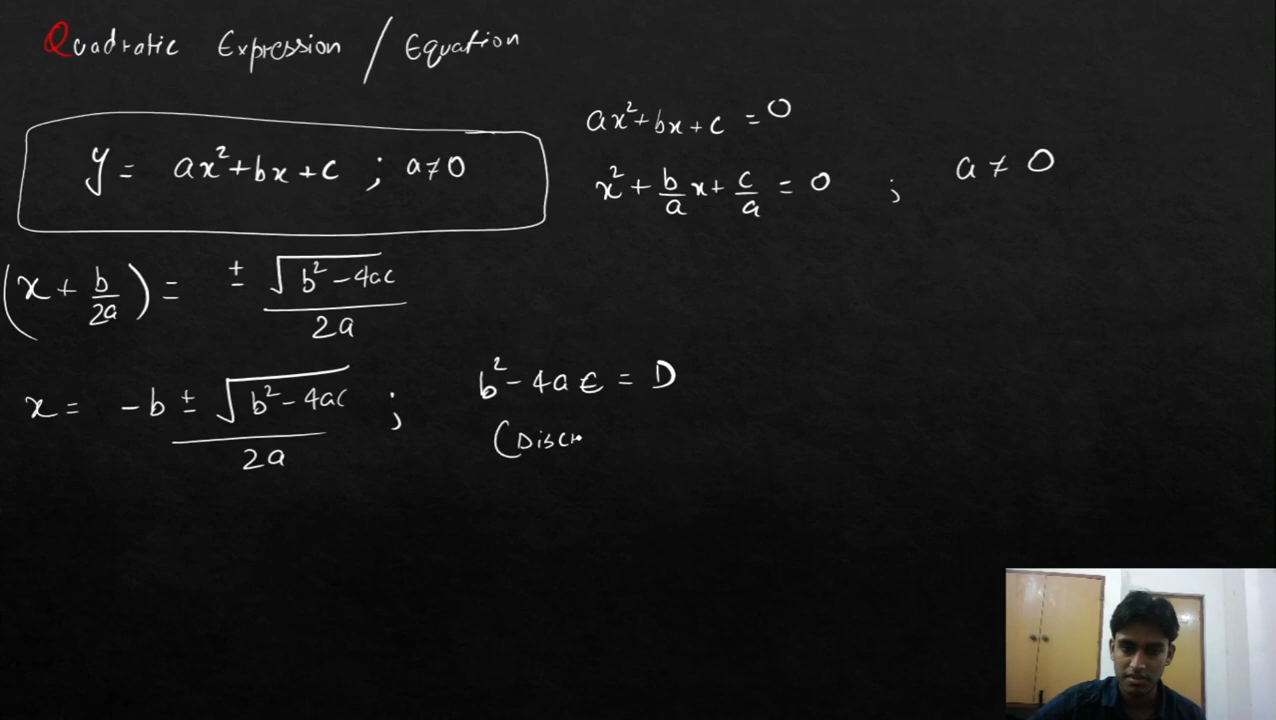 Quadratic Expression / Equation
y = ax²+bx+c ; a≠0
ax²+bx+c = 0
x² + b/a x + c/a = 0 ; a ≠ 0
(x + b/2a) = ± √(b²-4ac) / 2a
x = -b ± √(b²-4ac) / 2a ; b²-4ac = D
(Discr